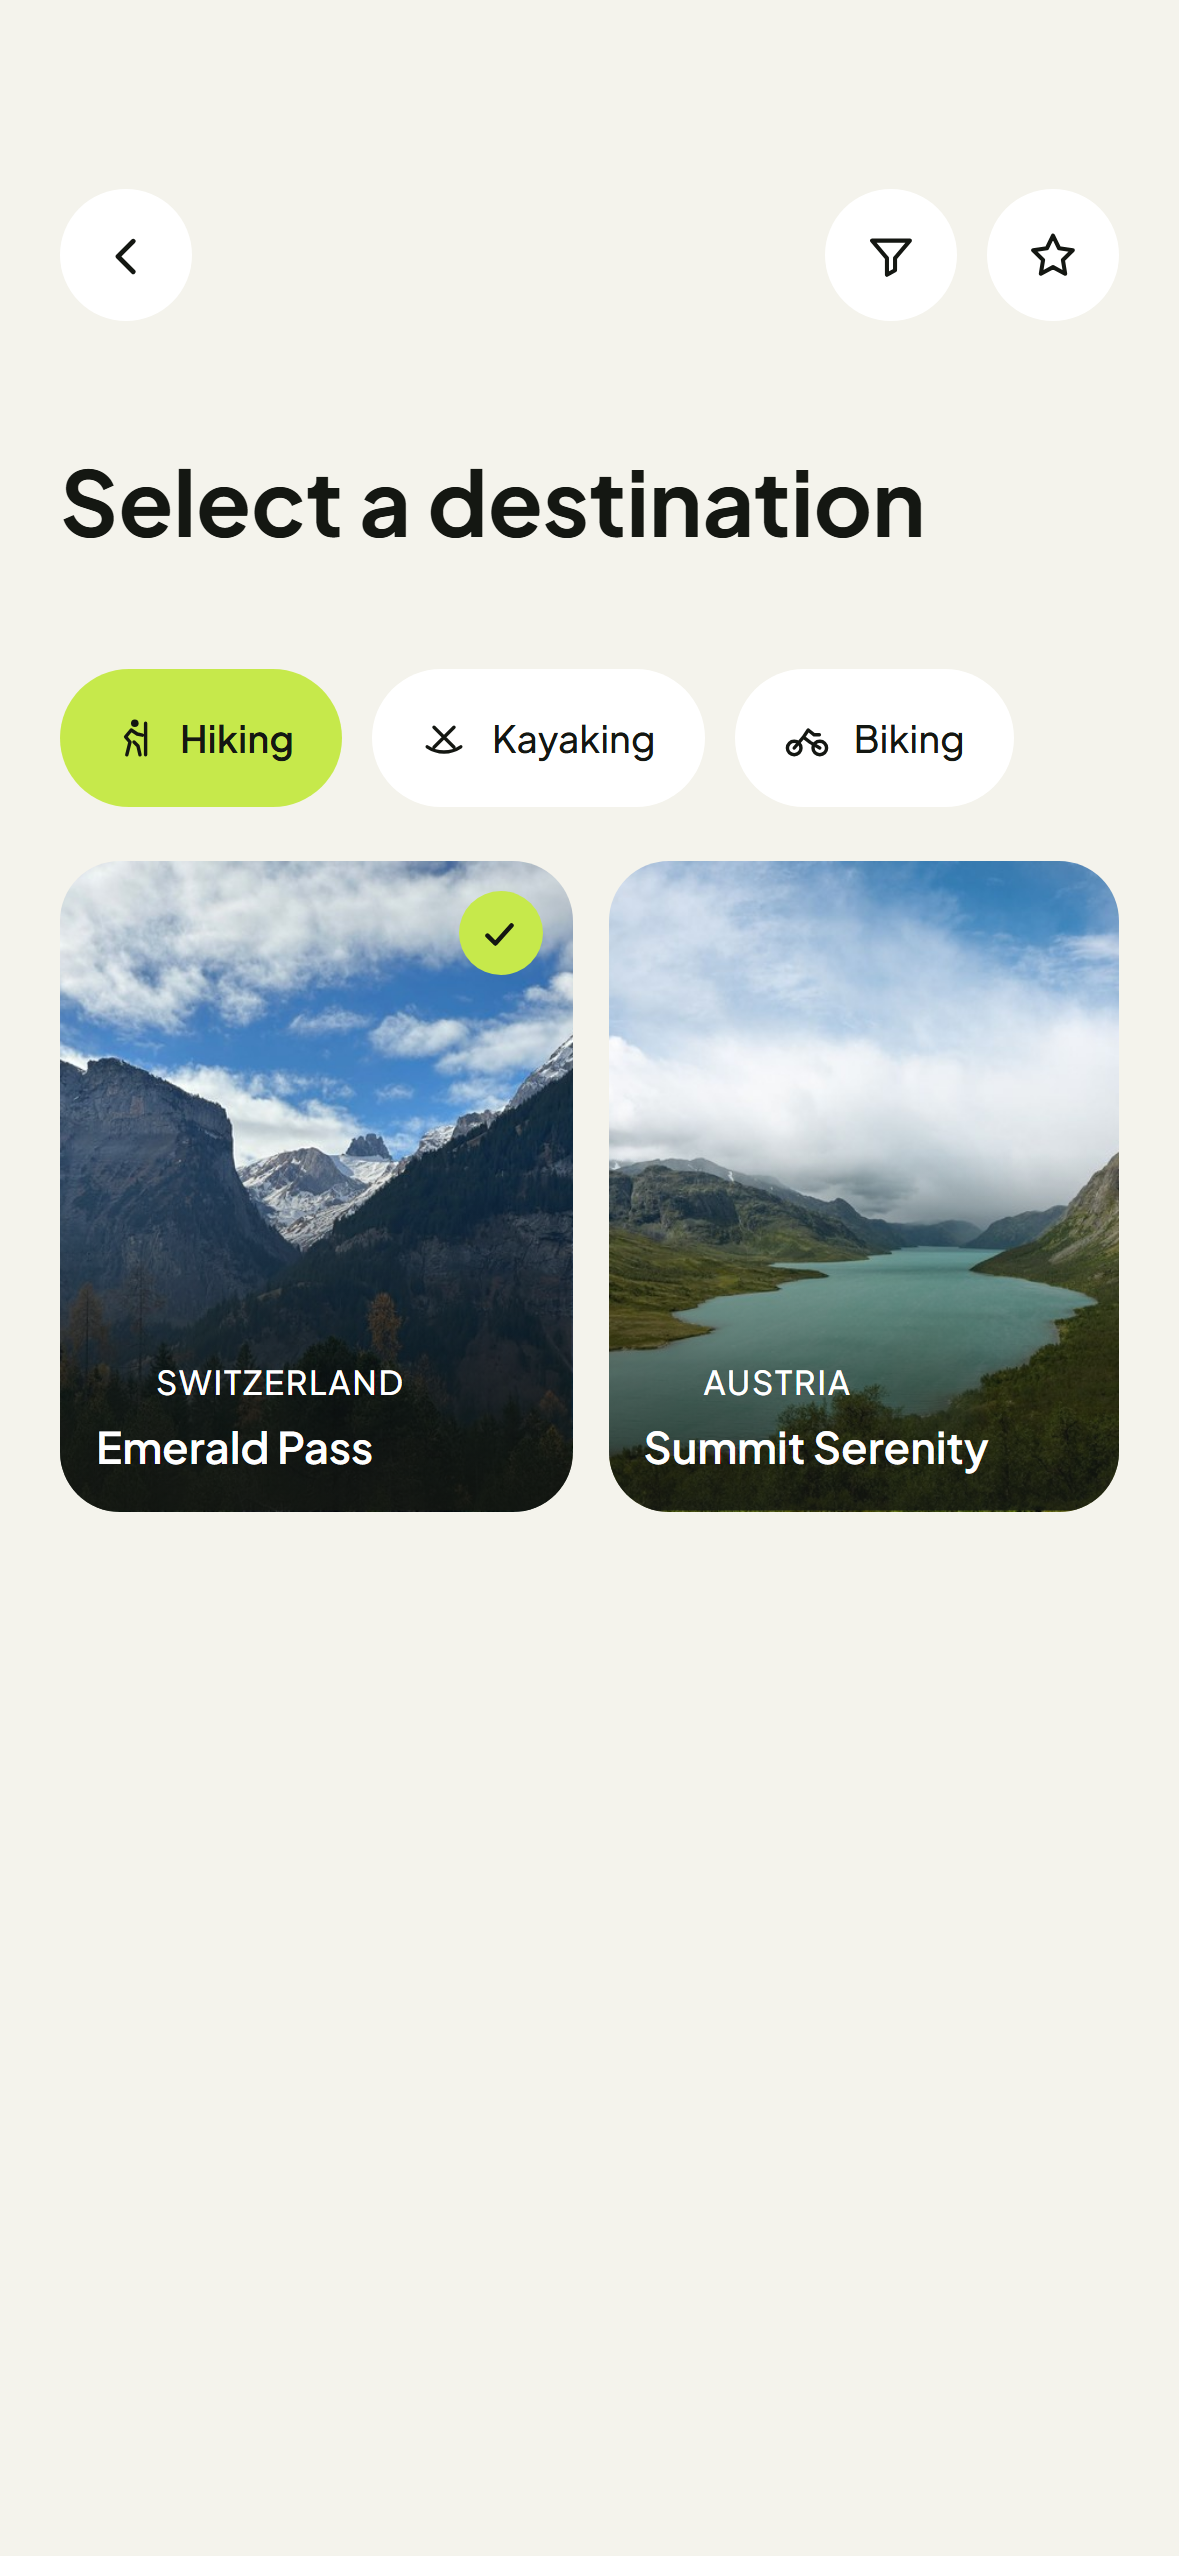 Select a destination
Hiking
Kayaking
Biking
SWITZERLAND
Emerald Pass
AUSTRIA
Summit Serenity